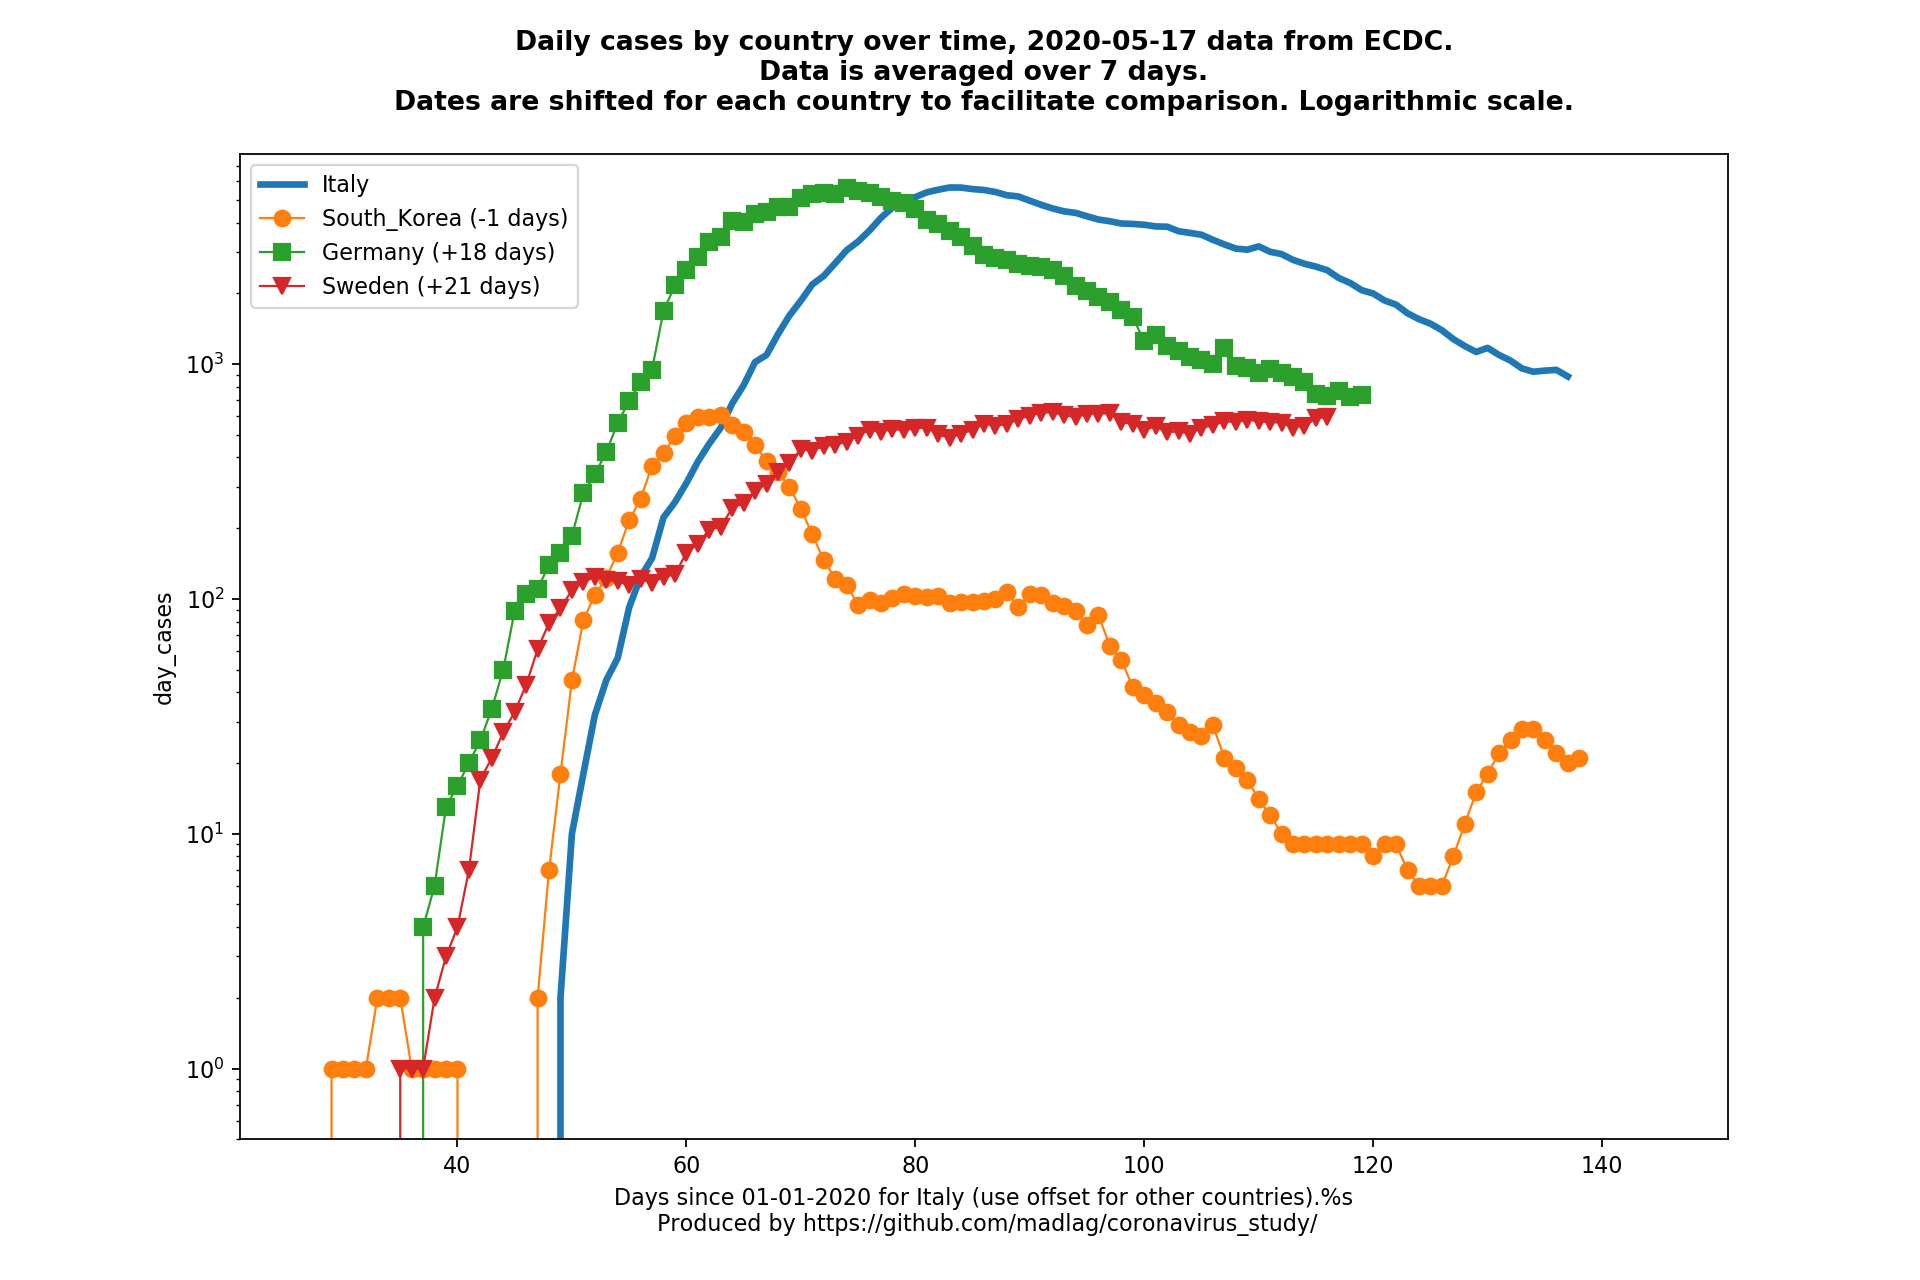 Daily cases by country over time, 2020-05-17 data from ECDC.
Data is averaged over 7 days.
Dates are shifted for each country to facilitate comparison. Logarithmic scale.
Italy
South_Korea (-1 days)
Germany (+18 days)
Sweden (+21 days)
day_cases
10³
10²
10¹
10⁰
40 60 80 100 120 140
Days since 01-01-2020 for Italy (use offset for other countries).%s
Produced by https://github.com/madlag/coronavirus_study/